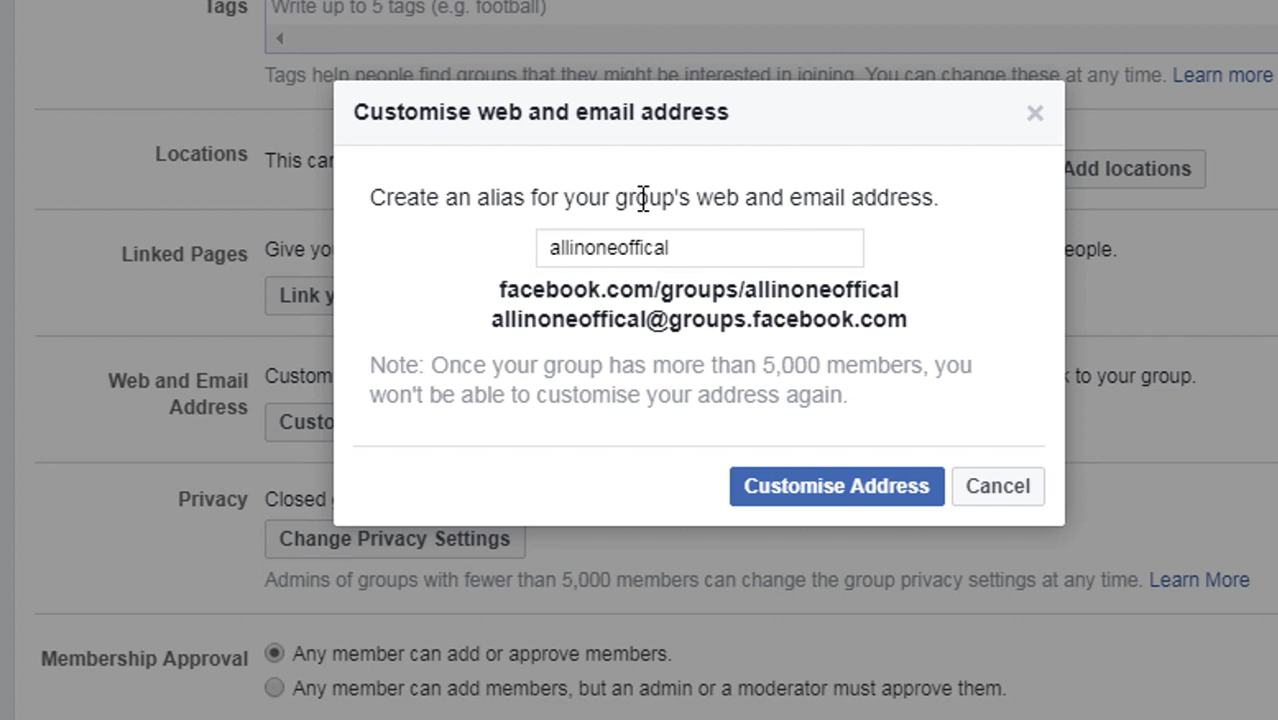 Tags
Write up to 5 tags (e.g. football)
Tags help people find groups that they might be interested in joining. You can change these at any time. Learn more
Customise web and email address
Locations
This can
Add locations
Create an alias for your group's web and email address.
allinoneoffical
Linked Pages
Give yo
eople.
Link y
facebook.com/groups/allinoneoffical
allinoneoffical@groups.facebook.com
Note: Once your group has more than 5,000 members, you
won't be able to customise your address again.
Web and Email
Address
Custom
k to your group.
Custo
Customise Address
Cancel
Privacy
Closed
Change Privacy Settings
Admins of groups with fewer than 5,000 members can change the group privacy settings at any time. Learn More
Membership Approval
Any member can add or approve members.
Any member can add members, but an admin or a moderator must approve them.